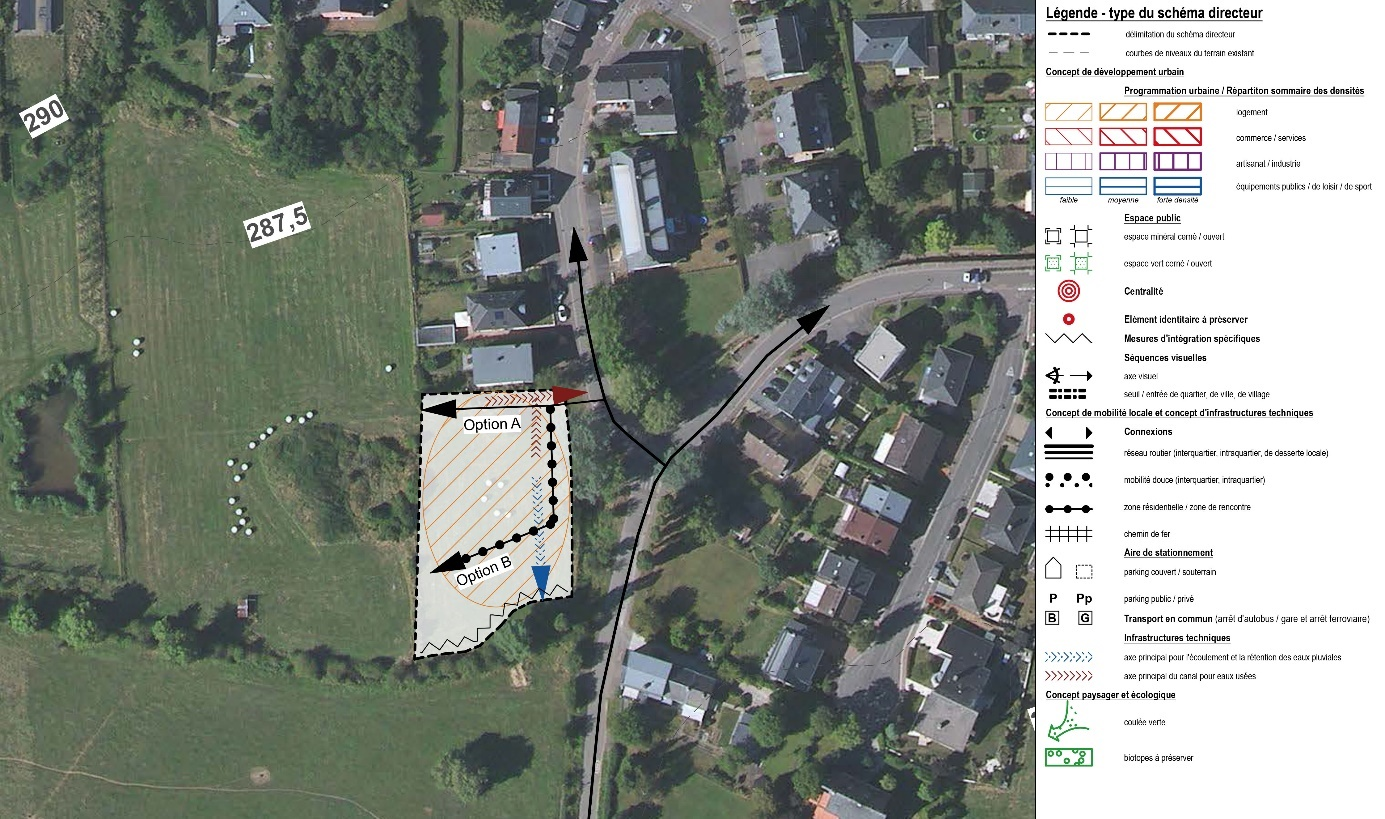 290
287,5
Option A
Option B
Légende - type du schéma directeur
délimitation du schéma directeur
courbes de niveaux du terrain existant
Concept de développement urbain
Programmation urbaine / Répartiton sommaire des densités
logement
commerce / services
artisanat / industrie
équipements publics / de loisir / de sport
faible moyenne forte densité
Espace public
espace minéral cerné / ouvert
espace vert cerné / ouvert
Centralité
Elément identitaire à préserver
Mesures d'intégration spécifiques
Séquences visuelles
axe visuel
seuil / entrée de quartier, de ville, de village
Concept de mobilité locale et concept d'infrastructures techniques
Connexions
réseau routier (interquartier, intraquartier, de desserte locale)
mobilité douce (interquartier, intraquartier)
zone résidentielle / zone de rencontre
chemin de fer
Aire de stationnement
parking couvert / souterrain
P Pp parking public / privé
B G Transport en commun (arrêt d'autobus / gare et arrêt ferroviaire)
Infrastructures techniques
axe principal pour l'écoulement et la rétention des eaux pluviales
axe principal du canal pour eaux usées
Concept paysager et écologique
coulée verte
biotopes à préserver